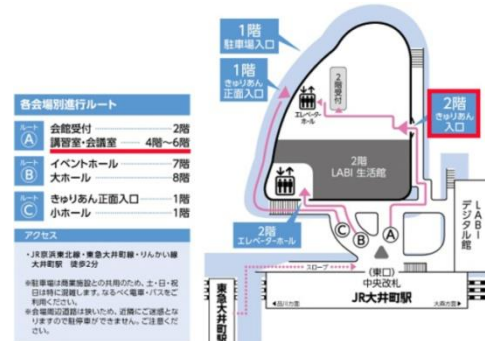 各会場別進行ルート
ルート Ⓐ
会館受付 2階
講習室・会議室 4階〜6階
ルート Ⓑ
イベントホール 7階
大ホール 8階
ルート Ⓒ
きゅりあん正面入口 1階
小ホール 1階
アクセス
・JR京浜東北線・東急大井町線・りんかい線
大井町駅 徒歩2分
※駐車場は商業施設との共用のため、土・日・祝
日は特に混雑します。なるべく電車・バスをご
利用ください。
※会場周辺道路は狭いため、近隣にご迷惑とな
りますので駐停車ができません。ご注意くだ
さい。
1階
駐車場入口
1階
きゅりあん
正面入口
エレベーター
ホール
2階受付
2階
きゅりあん
入口
2階
LABI 生活館
2階
エレベーターホール
Ⓒ
Ⓑ
Ⓐ
LABI
デジタル館
スロープ
(東口)
中央改札
JR大井町駅
◀品川方面
大森方面▶
東急大井町駅